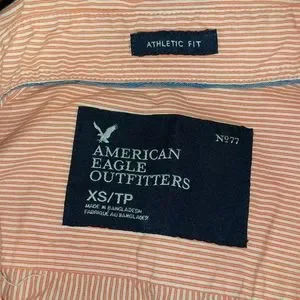 ATHLETIC FIT
Nº77
AMERICAN
EAGLE
OUTFITTERS
XS/TP
MADE IN BANGLADESH
FABRIQUÉ AU BANGLADESH